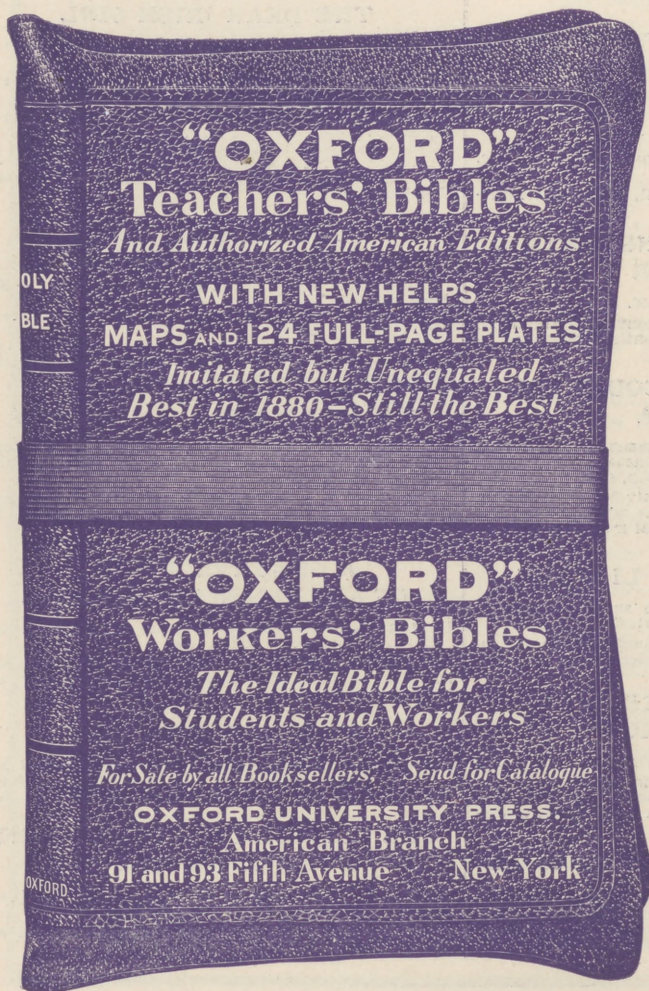 "OXFORD"
Teachers' Bibles
And Authorized American Editions
OLY
WITH NEW HELPS
BLE
MAPS AND 124 FULL-PAGE PLATES
Imitated but Unequaled
Best in 1880–Still the Best
"OXFORD"
Workers' Bibles
The Ideal Bible for
Students and Workers
For Sale by all Booksellers, Send for Catalogue
OXFORD UNIVERSITY PRESS.
American Branch
91 and 93 Fifth Avenue New York
OXFORD